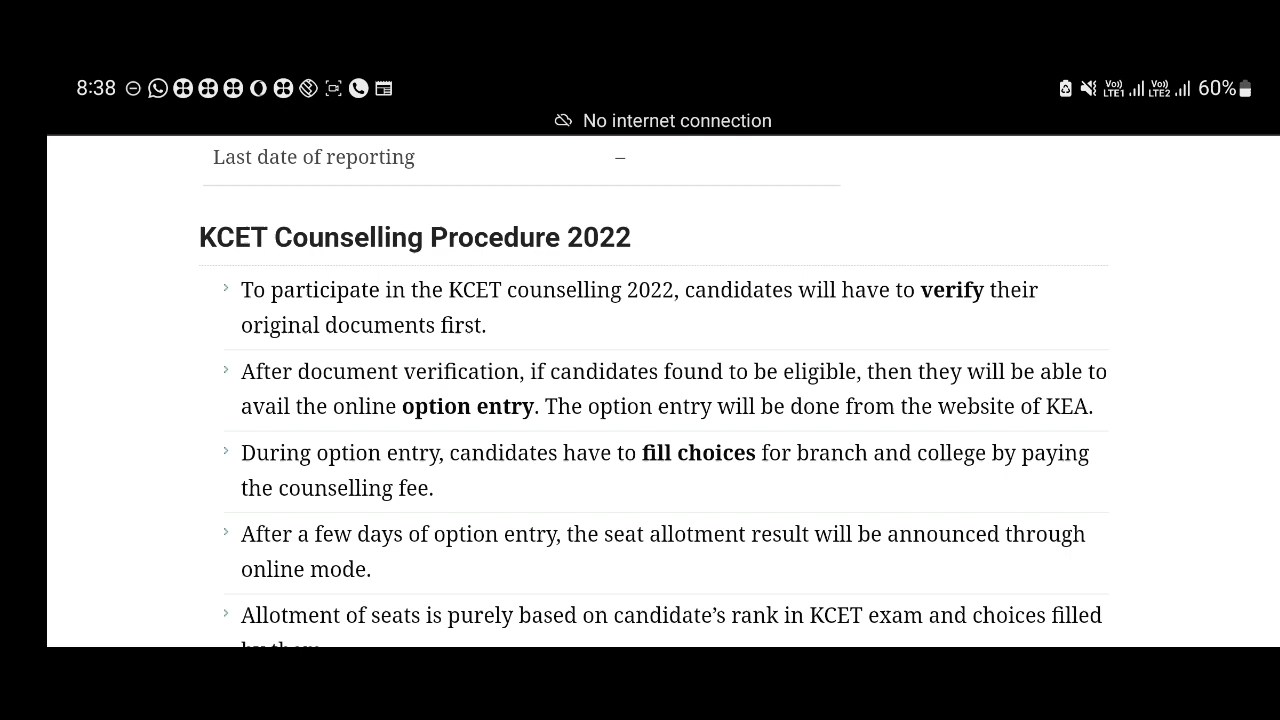 8:38 Vo) LTE1 Vo) LTE2 60%
No internet connection
Last date of reporting –
KCET Counselling Procedure 2022
To participate in the KCET counselling 2022, candidates will have to verify their
original documents first.
After document verification, if candidates found to be eligible, then they will be able to
avail the online option entry. The option entry will be done from the website of KEA.
During option entry, candidates have to fill choices for branch and college by paying
the counselling fee.
After a few days of option entry, the seat allotment result will be announced through
online mode.
Allotment of seats is purely based on candidate’s rank in KCET exam and choices filled